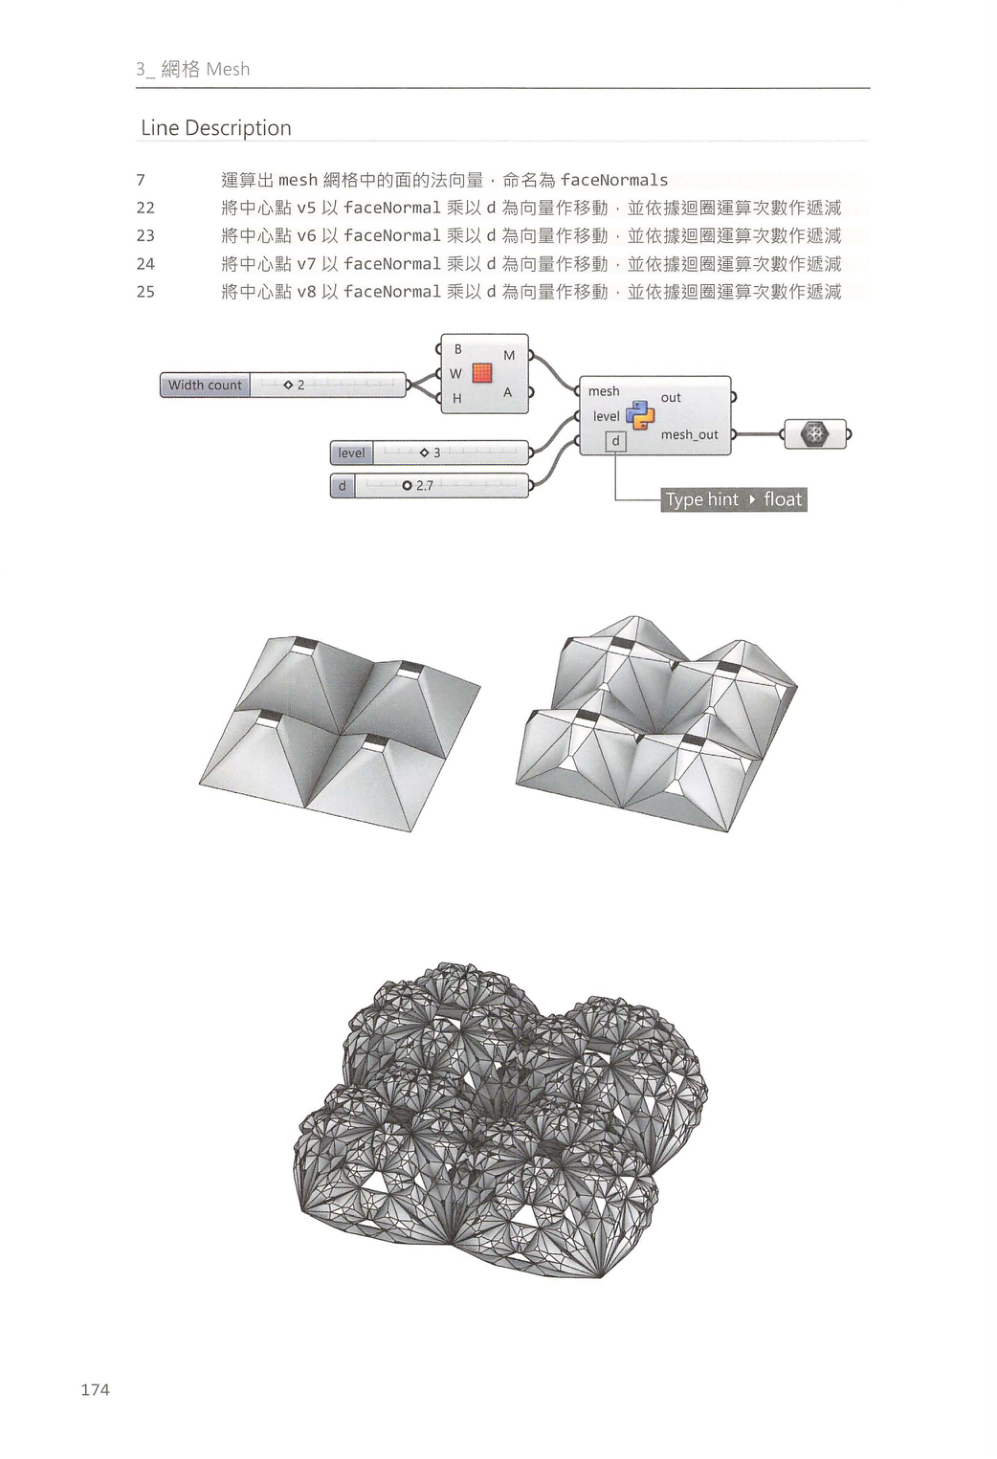 3_ 網格 Mesh
Line Description
7 運算出 mesh 網格中的面的法向量，命名為 faceNormals
22 將中心點 v5 以 faceNormal 乘以 d 為向量作移動，並依據迴圈運算次數作遞減
23 將中心點 v6 以 faceNormal 乘以 d 為向量作移動，並依據迴圈運算次數作遞減
24 將中心點 v7 以 faceNormal 乘以 d 為向量作移動，並依據迴圈運算次數作遞減
25 將中心點 v8 以 faceNormal 乘以 d 為向量作移動，並依據迴圈運算次數作遞減
B
M
Width count 2
W
H
A
mesh
out
level
mesh_out
d
level 3
d 2.7
Type hint ▸ float
174